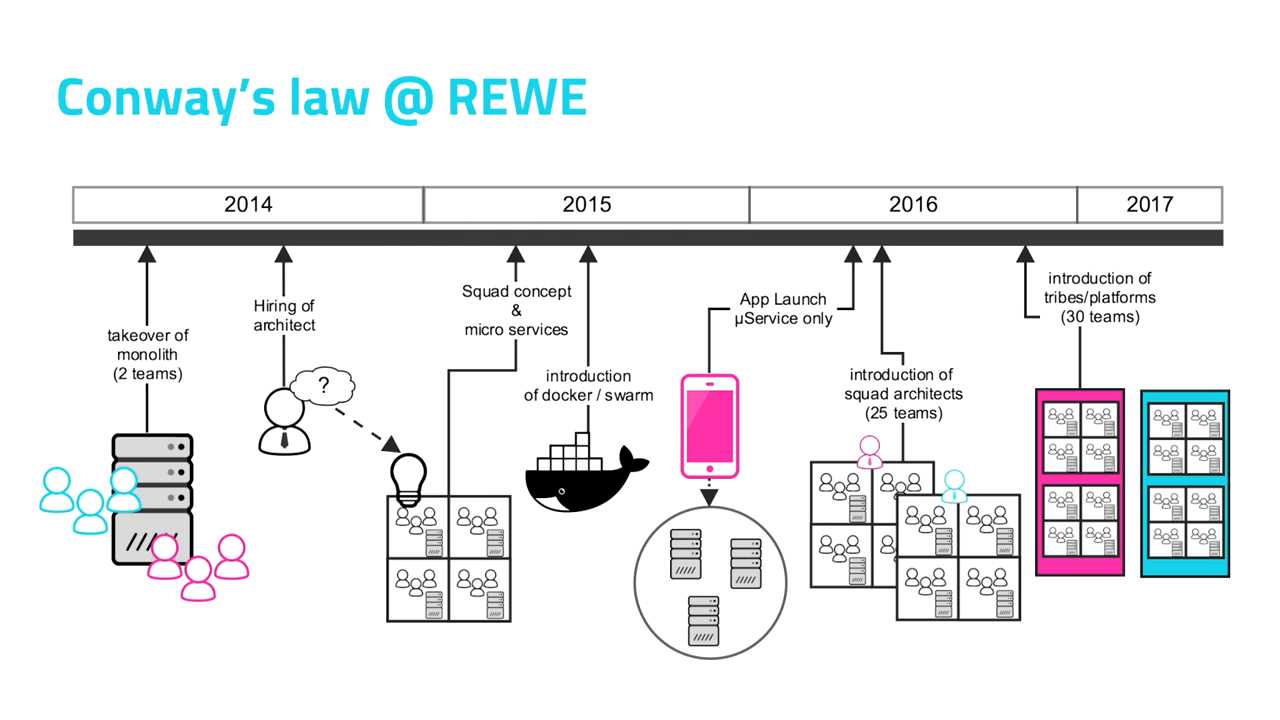 Conway's law @ REWE
2014
2015
2016
2017
takeover of
monolith
(2 teams)
Hiring of
architect
?
Squad concept
&
micro services
introduction
of docker / swarm
App Launch
µService only
introduction of
squad architects
(25 teams)
introduction of
tribes/platforms
(30 teams)